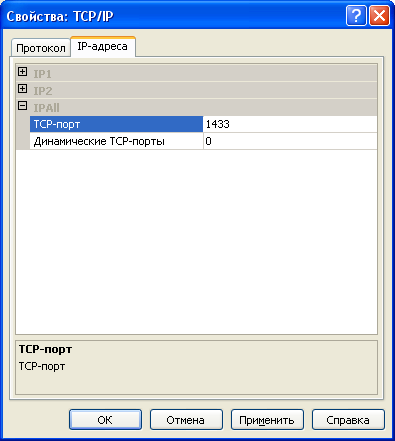 Свойства: TCP/IP
Протокол IP-адреса
IP1
IP2
IPAll
TCP-порт 1433
Динамические TCP-порты 0
TCP-порт
TCP-порт
ОК Отмена Применить Справка